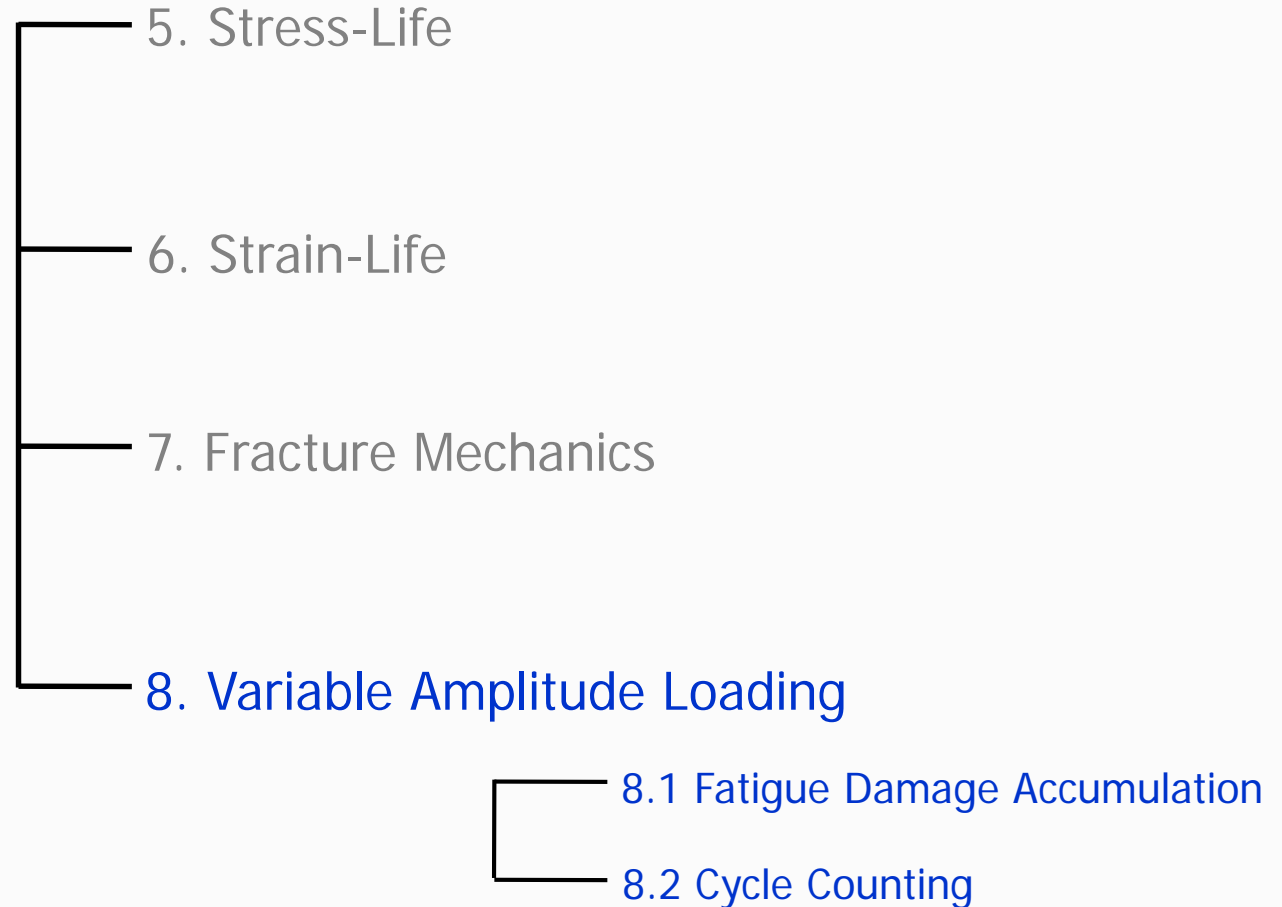 5. Stress-Life
6. Strain-Life
7. Fracture Mechanics
8. Variable Amplitude Loading
8.1 Fatigue Damage Accumulation
8.2 Cycle Counting